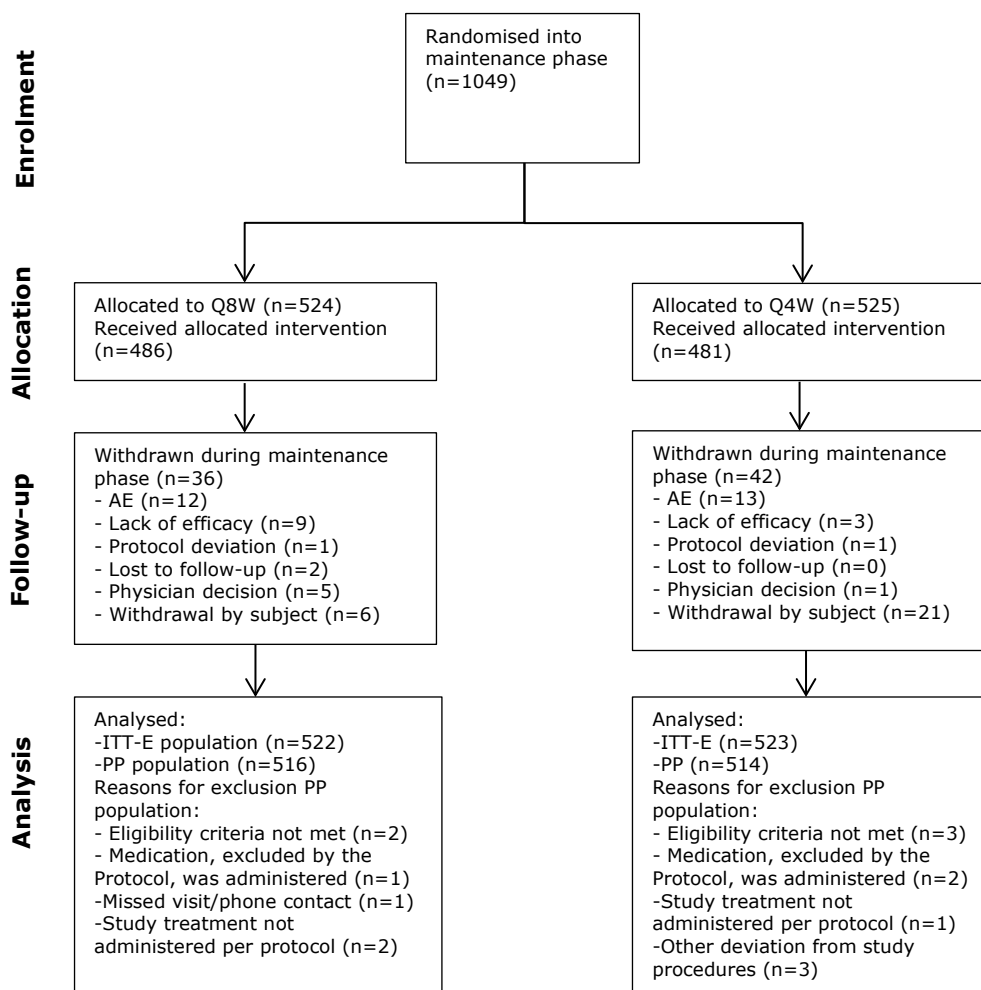 Enrolment
Randomised into
maintenance phase
(n=1049)
Allocation
Allocated to Q8W (n=524)
Received allocated intervention
(n=486)
Allocated to Q4W (n=525)
Received allocated intervention
(n=481)
Follow-up
Withdrawn during maintenance
phase (n=36)
- AE (n=12)
- Lack of efficacy (n=9)
- Protocol deviation (n=1)
- Lost to follow-up (n=2)
- Physician decision (n=5)
- Withdrawal by subject (n=6)
Withdrawn during maintenance
phase (n=42)
- AE (n=13)
- Lack of efficacy (n=3)
- Protocol deviation (n=1)
- Lost to follow-up (n=0)
- Physician decision (n=1)
- Withdrawal by subject (n=21)
Analysis
Analysed:
-ITT-E population (n=522)
-PP population (n=516)
Reasons for exclusion PP
population:
- Eligibility criteria not met (n=2)
- Medication, excluded by the
Protocol, was administered (n=1)
-Missed visit/phone contact (n=1)
-Study treatment not
administered per protocol (n=2)
Analysed:
-ITT-E (n=523)
-PP (n=514)
Reasons for exclusion PP
population:
- Eligibility criteria not met (n=3)
- Medication, excluded by the
Protocol, was administered (n=2)
-Study treatment not
administered per protocol (n=1)
-Other deviation from study
procedures (n=3)